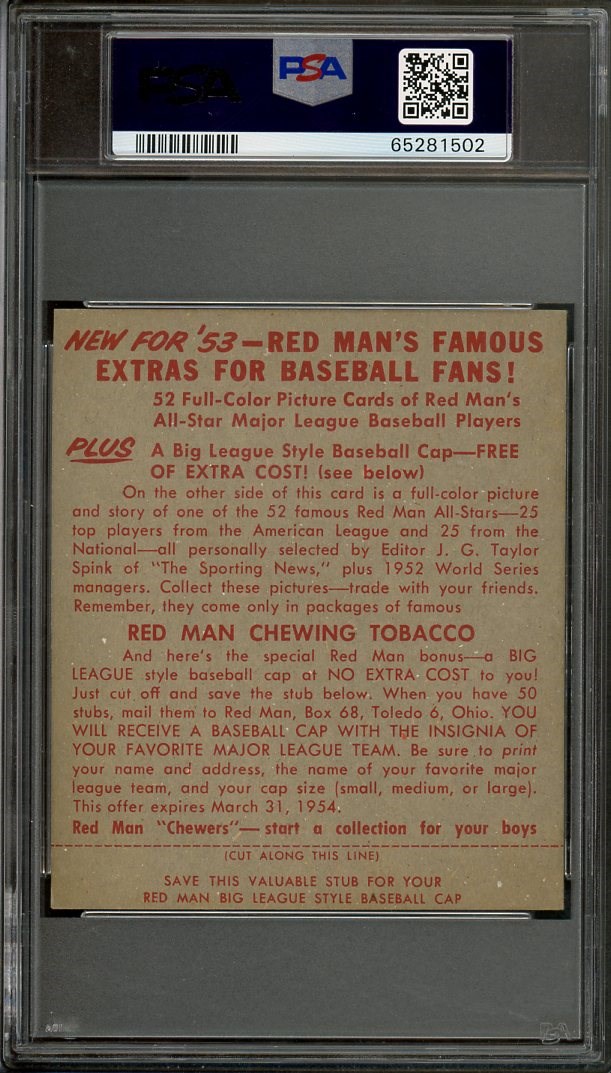 PSA
PSA
65281502
NEW FOR '53—RED MAN'S FAMOUS
EXTRAS FOR BASEBALL FANS!
52 Full-Color Picture Cards of Red Man's
All-Star Major League Baseball Players
PLUS A Big League Style Baseball Cap—FREE
OF EXTRA COST! (see below)
On the other side of this card is a full-color picture
and story of one of the 52 famous Red Man All-Stars—25
top players from the American League and 25 from the
National—all personally selected by Editor J. G. Taylor
Spink of "The Sporting News," plus 1952 World Series
managers. Collect these pictures—trade with your friends.
Remember, they come only in packages of famous
RED MAN CHEWING TOBACCO
And here's the special Red Man bonus—a BIG
LEAGUE style baseball cap at NO EXTRA COST to you!
Just cut off and save the stub below. When you have 50
stubs, mail them to Red Man, Box 68, Toledo 6, Ohio. YOU
WILL RECEIVE A BASEBALL CAP WITH THE INSIGNIA OF
YOUR FAVORITE MAJOR LEAGUE TEAM. Be sure to print
your name and address, the name of your favorite major
league team, and your cap size (small, medium, or large).
This offer expires March 31, 1954.
Red Man "Chewers"—start a collection for your boys
(CUT ALONG THIS LINE)
SAVE THIS VALUABLE STUB FOR YOUR
RED MAN BIG LEAGUE STYLE BASEBALL CAP
PSA